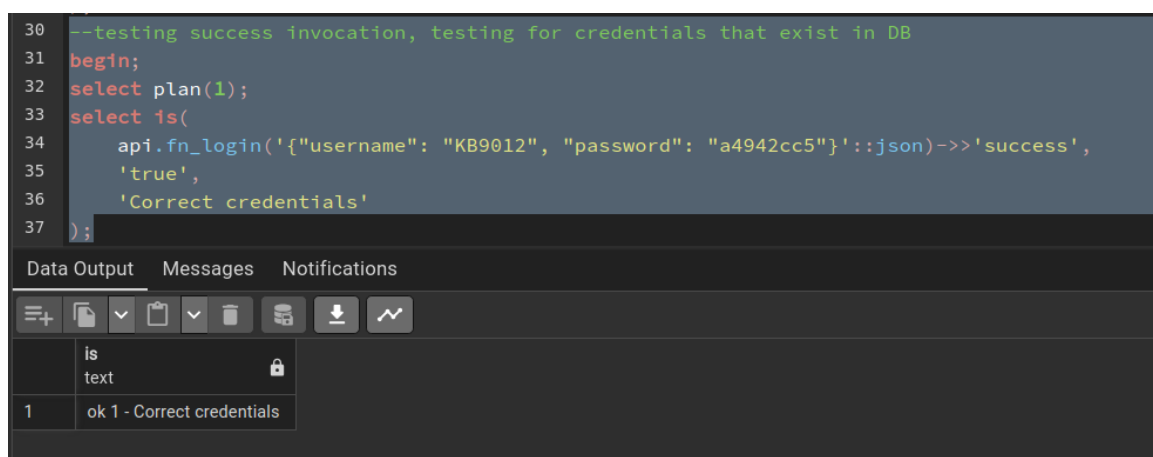 30 --testing success invocation, testing for credentials that exist in DB
31 begin;
32 select plan(1);
33 select is(
34 api.fn_login('{"username": "KB9012", "password": "a4942cc5"}'::json)->>'success',
35 'true',
36 'Correct credentials'
37 );
Data Output Messages Notifications
is
text
1 ok 1 - Correct credentials